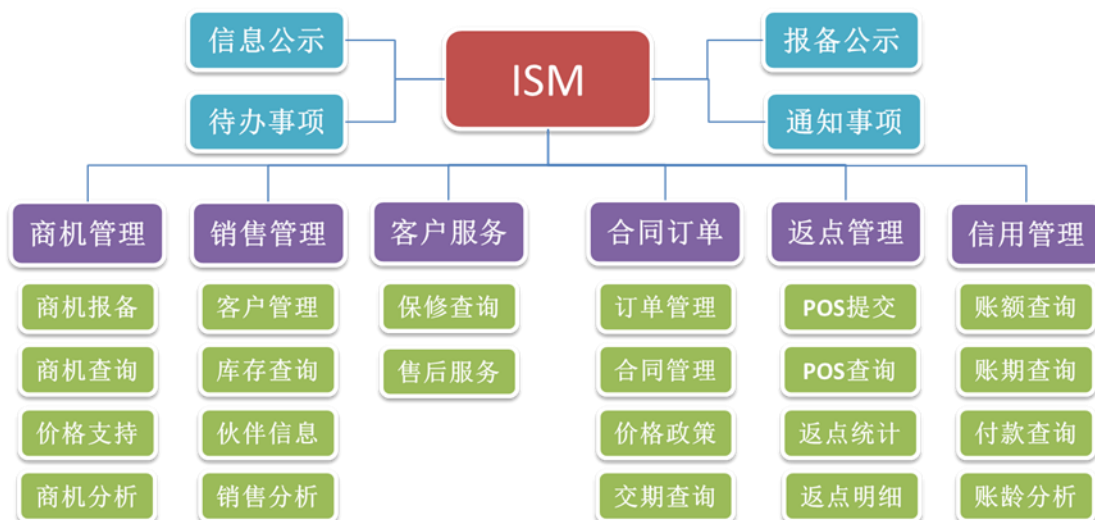 信息公示
ISM
报备公示
待办事项
通知事项
商机管理
销售管理
客户服务
合同订单
返点管理
信用管理
商机报备
客户管理
保修查询
订单管理
POS提交
账额查询
商机查询
库存查询
售后服务
合同管理
POS查询
账期查询
价格支持
伙伴信息
价格政策
返点统计
付款查询
商机分析
销售分析
交期查询
返点明细
账龄分析